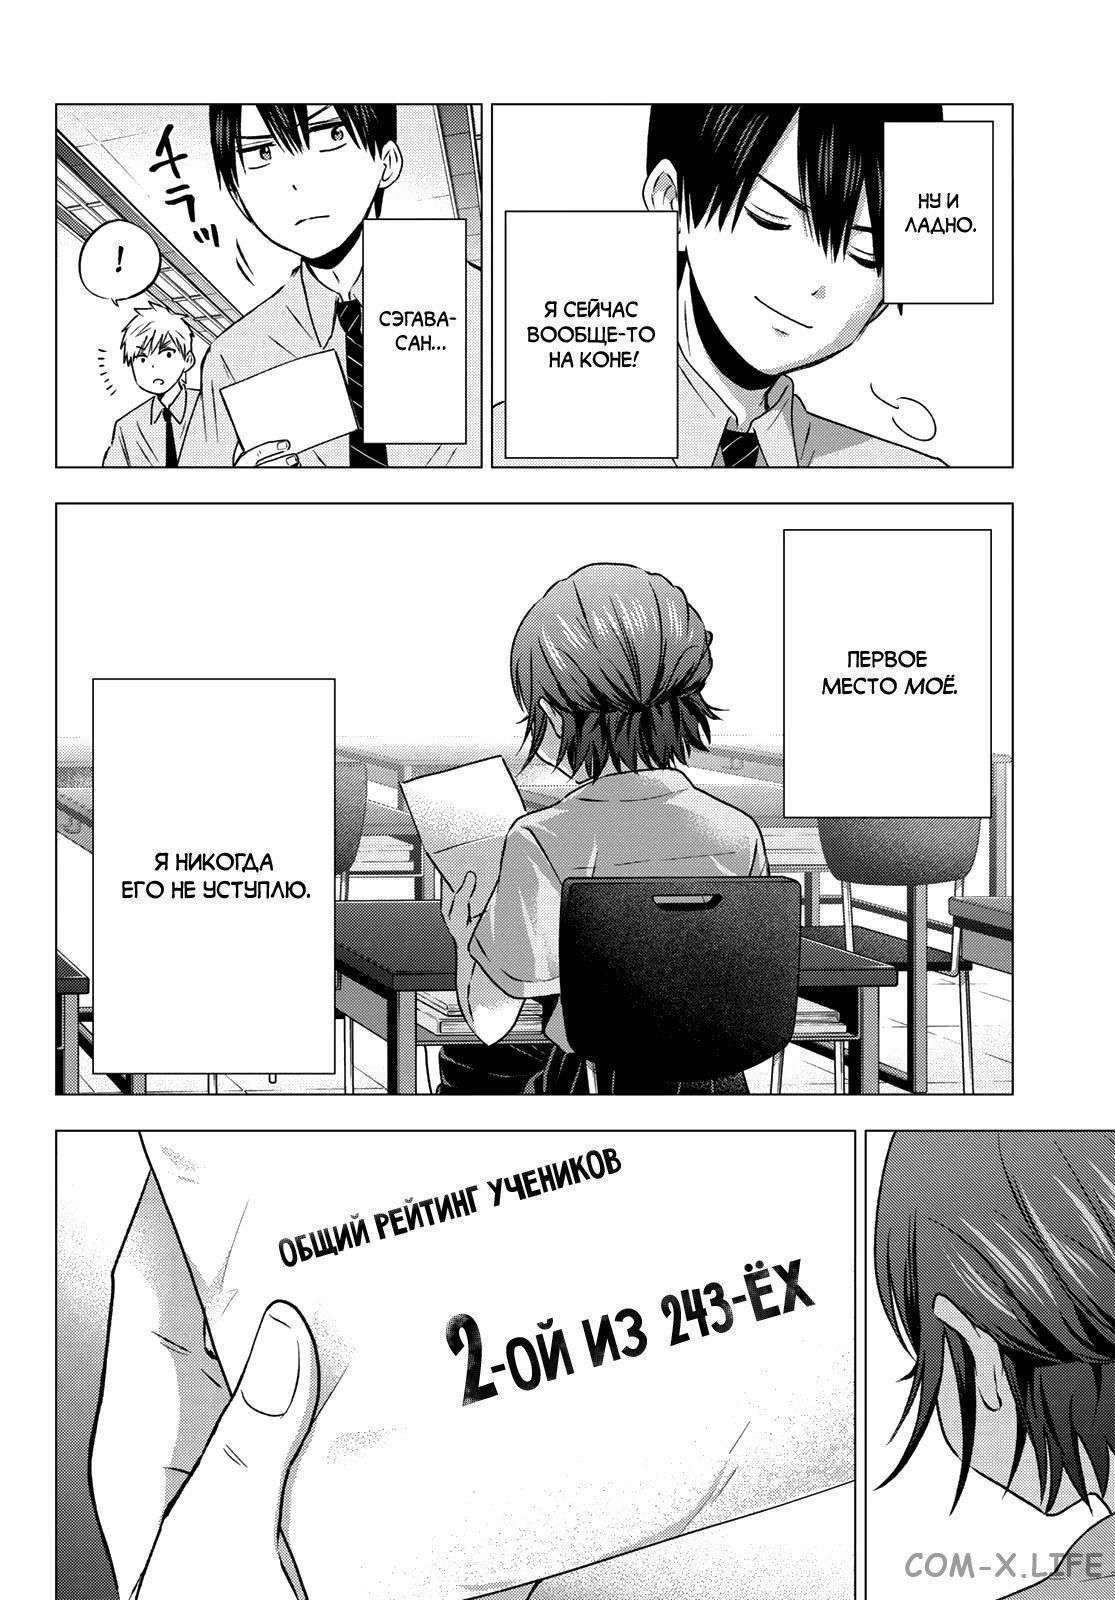 НУ И
ЛАДНО.
Я СЕЙЧАС
ВООБЩЕ-ТО
НА КОНЕ!
СЭГАВА-
САН...
チラッ
!
ПЕРВОЕ
МЕСТО МОЁ.
Я НИКОГДА
ЕГО НЕ УСТУПЛЮ.
ОБЩИЙ РЕЙТИНГ УЧЕНИКОВ
2-ОЙ ИЗ 243-ЁХ
COM-X.LIFE